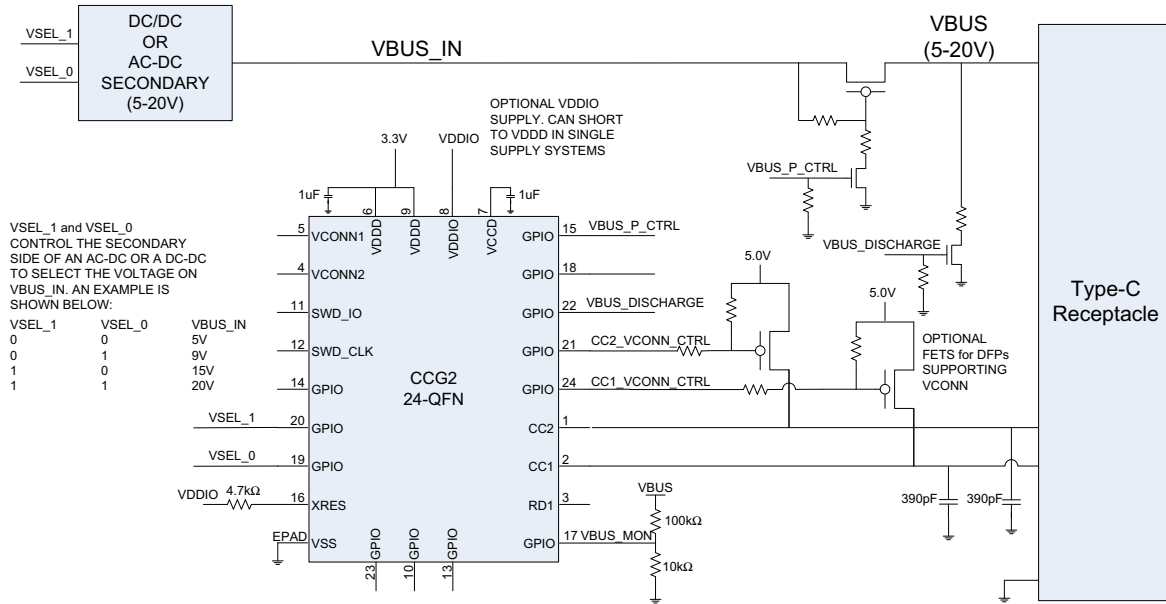 VSEL_1
VSEL_0
DC/DC
OR
AC-DC
SECONDARY
(5-20V)
VBUS_IN
VBUS
(5-20V)
OPTIONAL VDDIO
SUPPLY. CAN SHORT
TO VDDD IN SINGLE
SUPPLY SYSTEMS
3.3V
VDDIO
1uF
1uF
VBUS_P_CTRL
VBUS_DISCHARGE
VSEL_1 and VSEL_0
CONTROL THE SECONDARY
SIDE OF AN AC-DC OR A DC-DC
TO SELECT THE VOLTAGE ON
VBUS_IN. AN EXAMPLE IS
SHOWN BELOW:
VSEL_1 VSEL_0 VBUS_IN
0 0 5V
0 1 9V
1 0 15V
1 1 20V
6 VDDD
9 VDDD
8 VDDIO
7 VCCD
5 VCONN1
4 VCONN2
11 SWD_IO
12 SWD_CLK
14 GPIO
VSEL_1 20 GPIO
VSEL_0 19 GPIO
VDDIO 4.7kΩ 16 XRES
EPAD VSS
23 GPIO
10 GPIO
13 GPIO
CCG2
24-QFN
GPIO 15 VBUS_P_CTRL
GPIO 18
GPIO 22 VBUS_DISCHARGE
GPIO 21 CC2_VCONN_CTRL
GPIO 24 CC1_VCONN_CTRL
CC2 1
CC1 2
RD1 3
GPIO 17 VBUS_MON
5.0V
5.0V
OPTIONAL
FETS for DFPs
SUPPORTING
VCONN
VBUS
100kΩ
10kΩ
390pF
390pF
Type-C
Receptacle